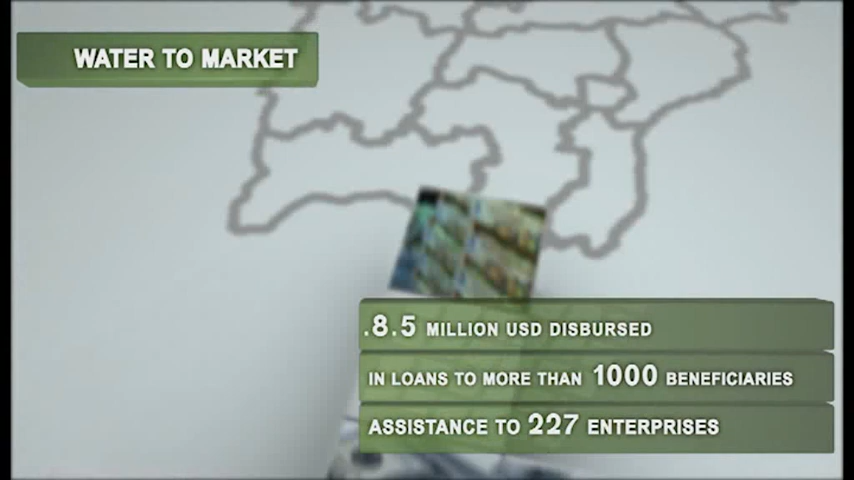 WATER TO MARKET
.8.5 MILLION USD DISBURSED
IN LOANS TO MORE THAN 1000 BENEFICIARIES
ASSISTANCE TO 227 ENTERPRISES